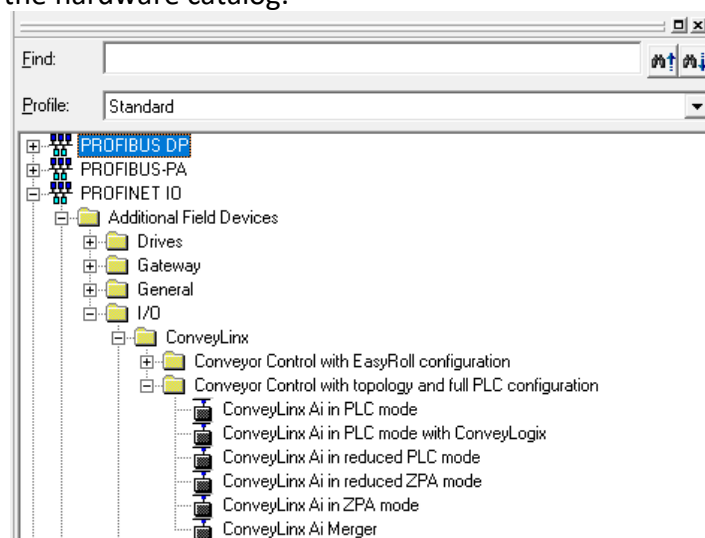 the hardware catalog.
Find:
Profile: Standard
PROFIBUS DP
PROFIBUS-PA
PROFINET IO
Additional Field Devices
Drives
Gateway
General
I/O
ConveyLinx
Conveyor Control with EasyRoll configuration
Conveyor Control with topology and full PLC configuration
ConveyLinx Ai in PLC mode
ConveyLinx Ai in PLC mode with ConveyLogix
ConveyLinx Ai in reduced PLC mode
ConveyLinx Ai in reduced ZPA mode
ConveyLinx Ai in ZPA mode
ConveyLinx Ai Merger